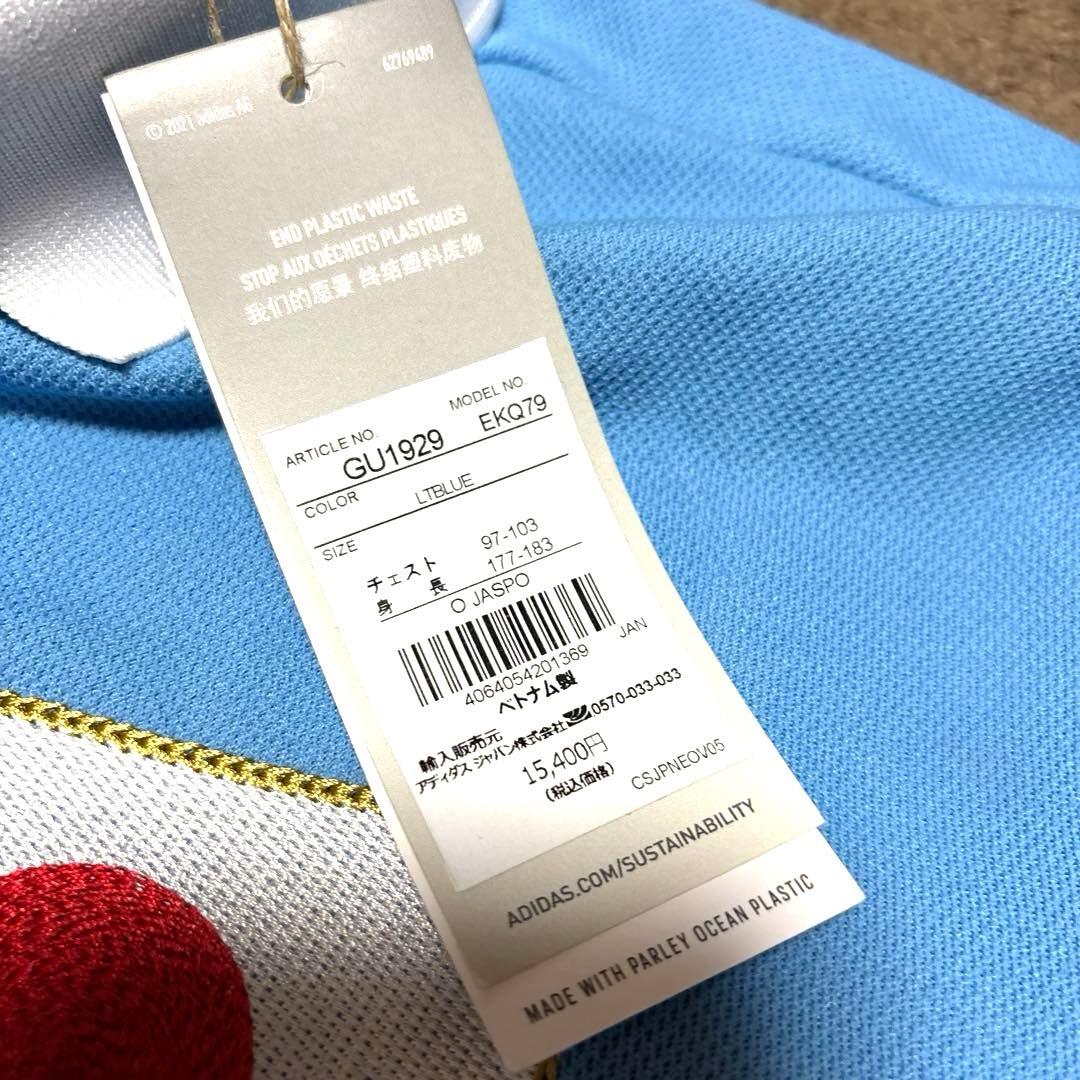 62769489
© 2021 adidas AG
END PLASTIC WASTE
STOP AUX DÉCHETS PLASTIQUES
我们的愿景 终结塑料废物
ARTICLE NO. MODEL NO.
GU1929 EKQ79
COLOR LTBLUE
SIZE
チェスト 97-103
身長 177-183
O JASPO
4064054201369 JAN
ベトナム製
輸入販売元
アディダス ジャパン株式会社 0570-033-033
15,400円
(税込価格) CSJPNEOV05
ADIDAS.COM/SUSTAINABILITY
MADE WITH PARLEY OCEAN PLASTIC